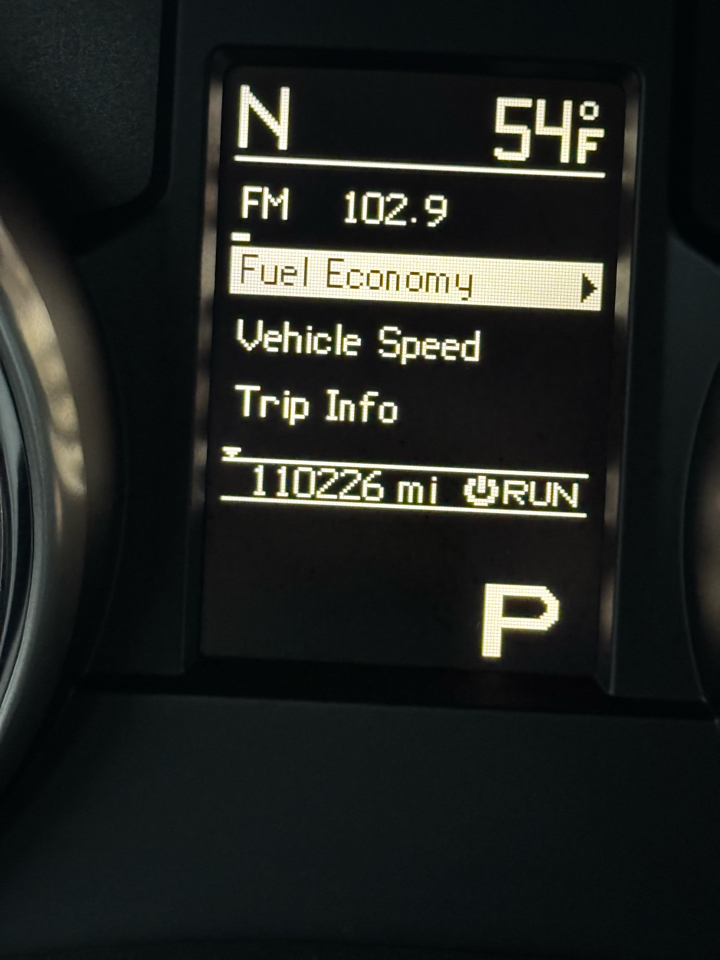 N 54°F
FM 102.9
Fuel Economy
Vehicle Speed
Trip Info
110226 mi RUN
P